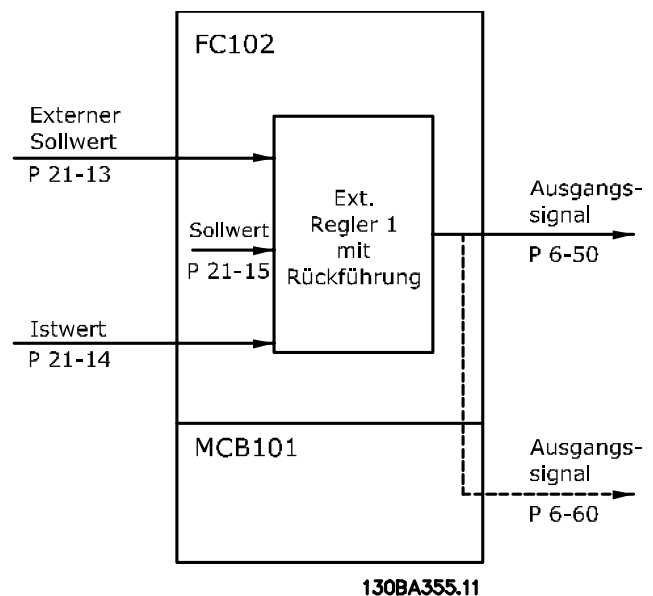 FC102
Externer
Sollwert
P 21-13
Sollwert
P 21-15
Istwert
P 21-14
Ext.
Regler 1
mit
Rückführung
Ausgangs-
signal
P 6-50
MCB101
Ausgangs-
signal
P 6-60
130BA355.11